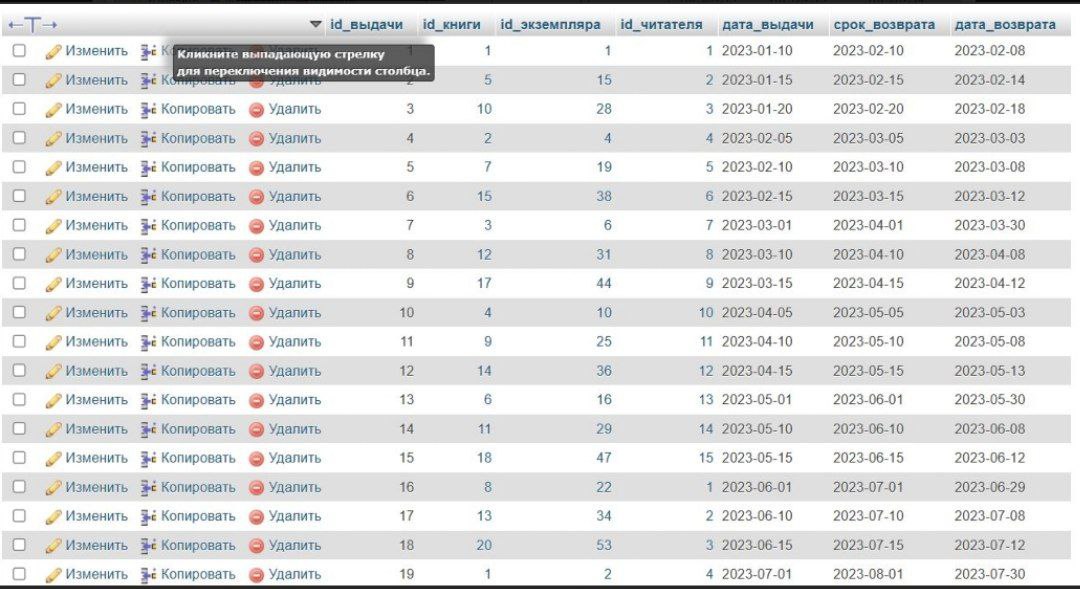 id_выдачи id_книги id_экземпляра id_читателя дата_выдачи срок_возврата дата_возврата
Изменить 1 1 1 1 2023-01-10 2023-02-10 2023-02-08
Кликните выпадающую стрелку
для переключения видимости столбца.
Изменить Копировать Удалить 2 5 15 2 2023-01-15 2023-02-15 2023-02-14
Изменить Копировать Удалить 3 10 28 3 2023-01-20 2023-02-20 2023-02-18
Изменить Копировать Удалить 4 2 4 4 2023-02-05 2023-03-05 2023-03-03
Изменить Копировать Удалить 5 7 19 5 2023-02-10 2023-03-10 2023-03-08
Изменить Копировать Удалить 6 15 38 6 2023-02-15 2023-03-15 2023-03-12
Изменить Копировать Удалить 7 3 6 7 2023-03-01 2023-04-01 2023-03-30
Изменить Копировать Удалить 8 12 31 8 2023-03-10 2023-04-10 2023-04-08
Изменить Копировать Удалить 9 17 44 9 2023-03-15 2023-04-15 2023-04-12
Изменить Копировать Удалить 10 4 10 10 2023-04-05 2023-05-05 2023-05-03
Изменить Копировать Удалить 11 9 25 11 2023-04-10 2023-05-10 2023-05-08
Изменить Копировать Удалить 12 14 36 12 2023-04-15 2023-05-15 2023-05-13
Изменить Копировать Удалить 13 6 16 13 2023-05-01 2023-06-01 2023-05-30
Изменить Копировать Удалить 14 11 29 14 2023-05-10 2023-06-10 2023-06-08
Изменить Копировать Удалить 15 18 47 15 2023-05-15 2023-06-15 2023-06-12
Изменить Копировать Удалить 16 8 22 1 2023-06-01 2023-07-01 2023-06-29
Изменить Копировать Удалить 17 13 34 2 2023-06-10 2023-07-10 2023-07-08
Изменить Копировать Удалить 18 20 53 3 2023-06-15 2023-07-15 2023-07-12
Изменить Копировать Удалить 19 1 2 4 2023-07-01 2023-08-01 2023-07-30